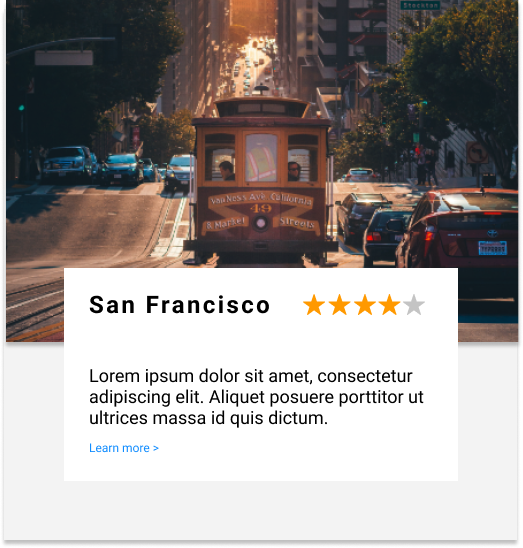 Stockton
Van Ness Ave California
49
& Market Streets
San Francisco
Lorem ipsum dolor sit amet, consectetur
adipiscing elit. Aliquet posuere porttitor ut
ultrices massa id quis dictum.
Learn more >